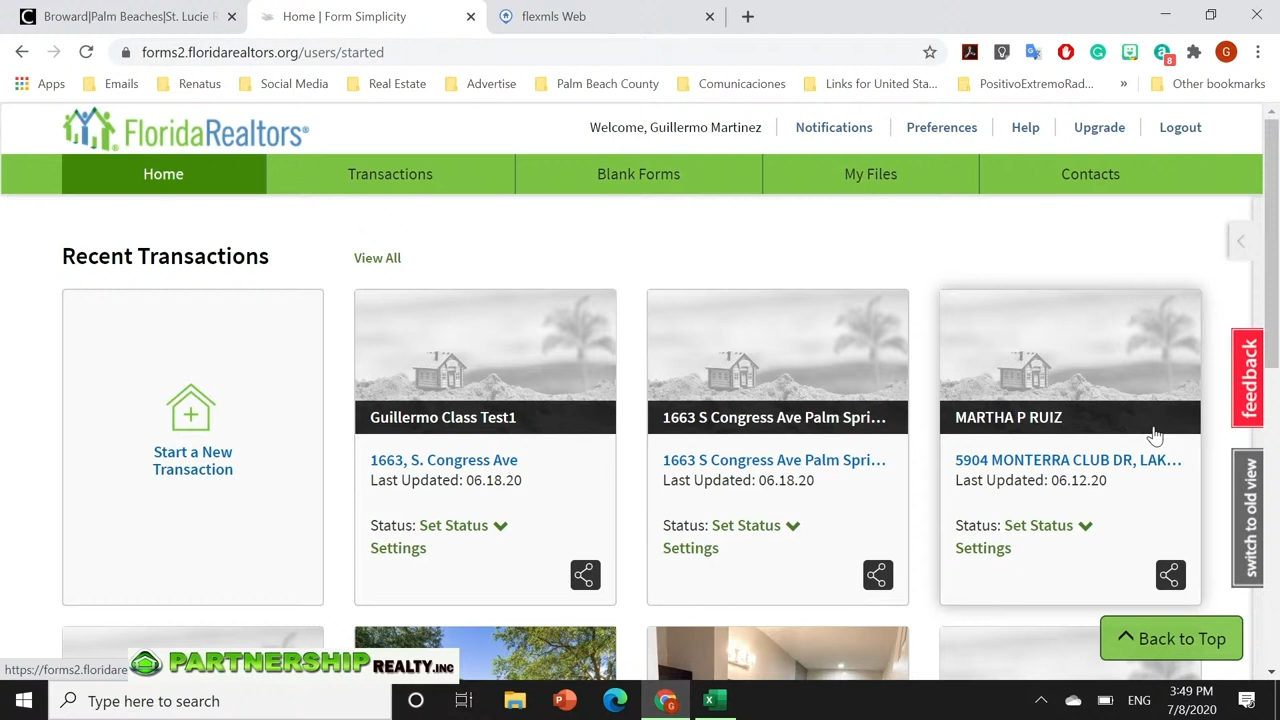 Broward|Palm Beaches|St. Lucie R
Home | Form Simplicity
flexmls Web
forms2.floridarealtors.org/users/started
8
G
Apps
Emails
Renatus
Social Media
Real Estate
Advertise
Palm Beach County
Comunicaciones
Links for United Sta...
PositivoExtremoRad...
»
Other bookmarks
FloridaRealtors®
Welcome, Guillermo Martinez
Notifications
Preferences
Help
Upgrade
Logout
Home
Transactions
Blank Forms
My Files
Contacts
Recent Transactions
View All
Start a New
Transaction
Guillermo Class Test1
1663, S. Congress Ave
Last Updated: 06.18.20
Status: Set Status
Settings
1663 S Congress Ave Palm Spri...
1663 S Congress Ave Palm Spri...
Last Updated: 06.18.20
Status: Set Status
Settings
MARTHA P RUIZ
5904 MONTERRA CLUB DR, LAK...
Last Updated: 06.12.20
Status: Set Status
Settings
feedback
switch to old view
Back to Top
https://forms2.floridare
PARTNERSHIP REALTY.INC
Type here to search
ENG
3:49 PM
7/8/2020